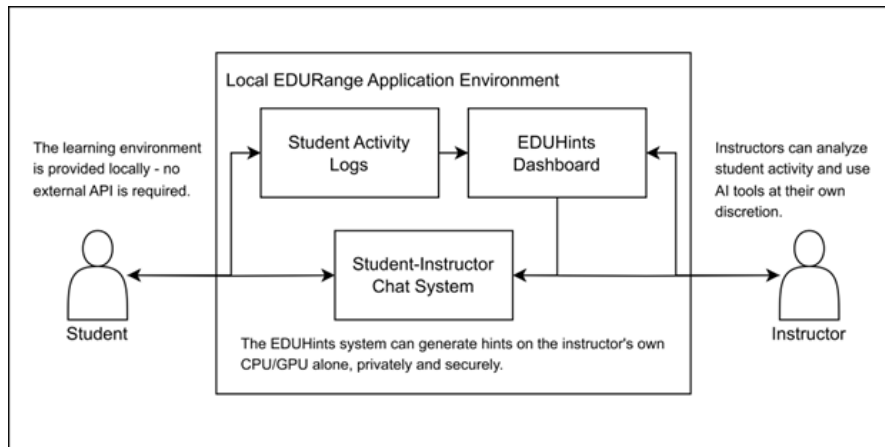 Local EDURange Application Environment
The learning environment
is provided locally - no
external API is required.
Student Activity
Logs
EDUHints
Dashboard
Instructors can analyze
student activity and use
AI tools at their own
discretion.
Student-Instructor
Chat System
Student
Instructor
The EDUHints system can generate hints on the instructor's own
CPU/GPU alone, privately and securely.